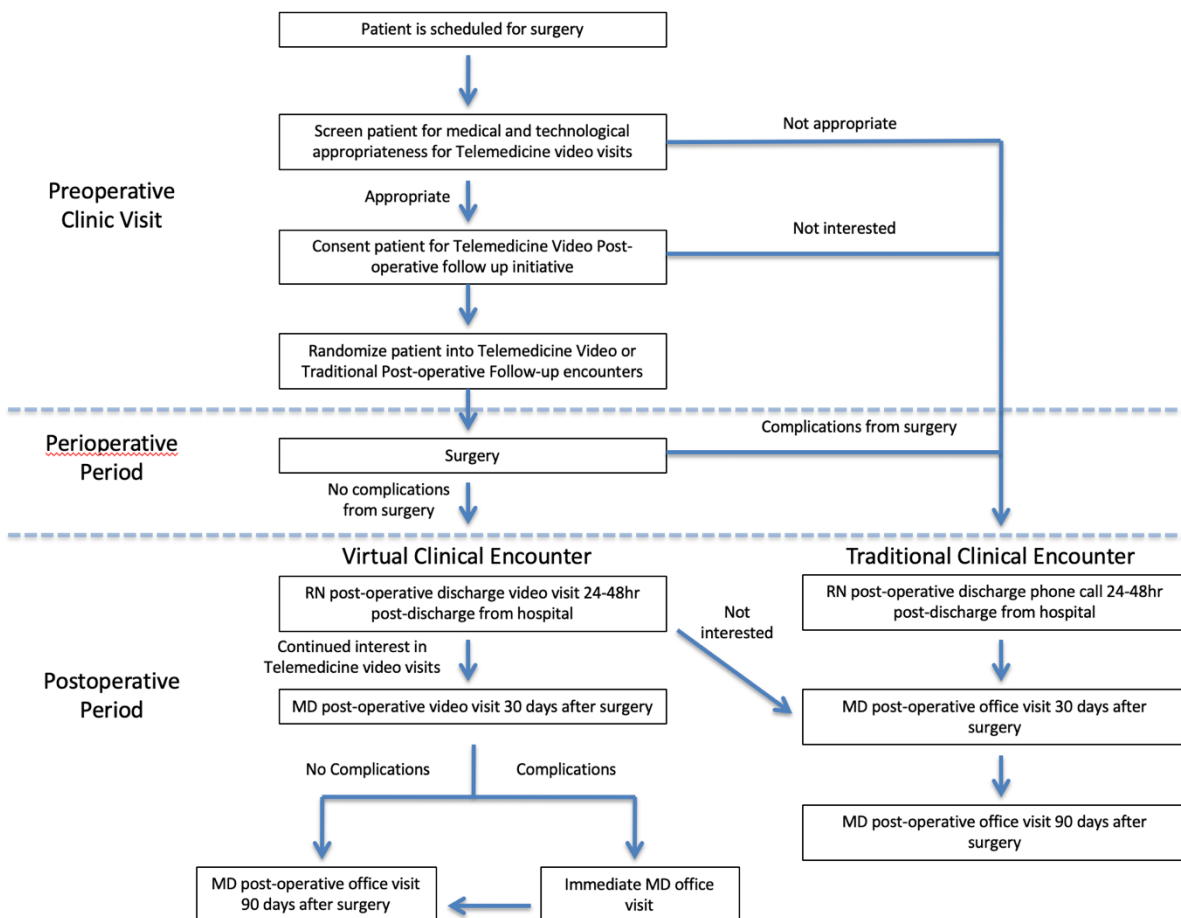 Patient is scheduled for surgery
Screen patient for medical and technological
appropriateness for Telemedicine video visits
Not appropriate
Preoperative
Clinic Visit
Appropriate
Consent patient for Telemedicine Video Post-
operative follow up initiative
Not interested
Randomize patient into Telemedicine Video or
Traditional Post-operative Follow-up encounters
Perioperative
Period
Surgery
Complications from surgery
No complications
from surgery
Virtual Clinical Encounter
Traditional Clinical Encounter
RN post-operative discharge video visit 24-48hr
post-discharge from hospital
Not
interested
RN post-operative discharge phone call 24-48hr
post-discharge from hospital
Continued interest in
Telemedicine video visits
Postoperative
Period
MD post-operative video visit 30 days after surgery
MD post-operative office visit 30 days after
surgery
No Complications
Complications
MD post-operative office visit 90 days after
surgery
MD post-operative office visit
90 days after surgery
Immediate MD office
visit